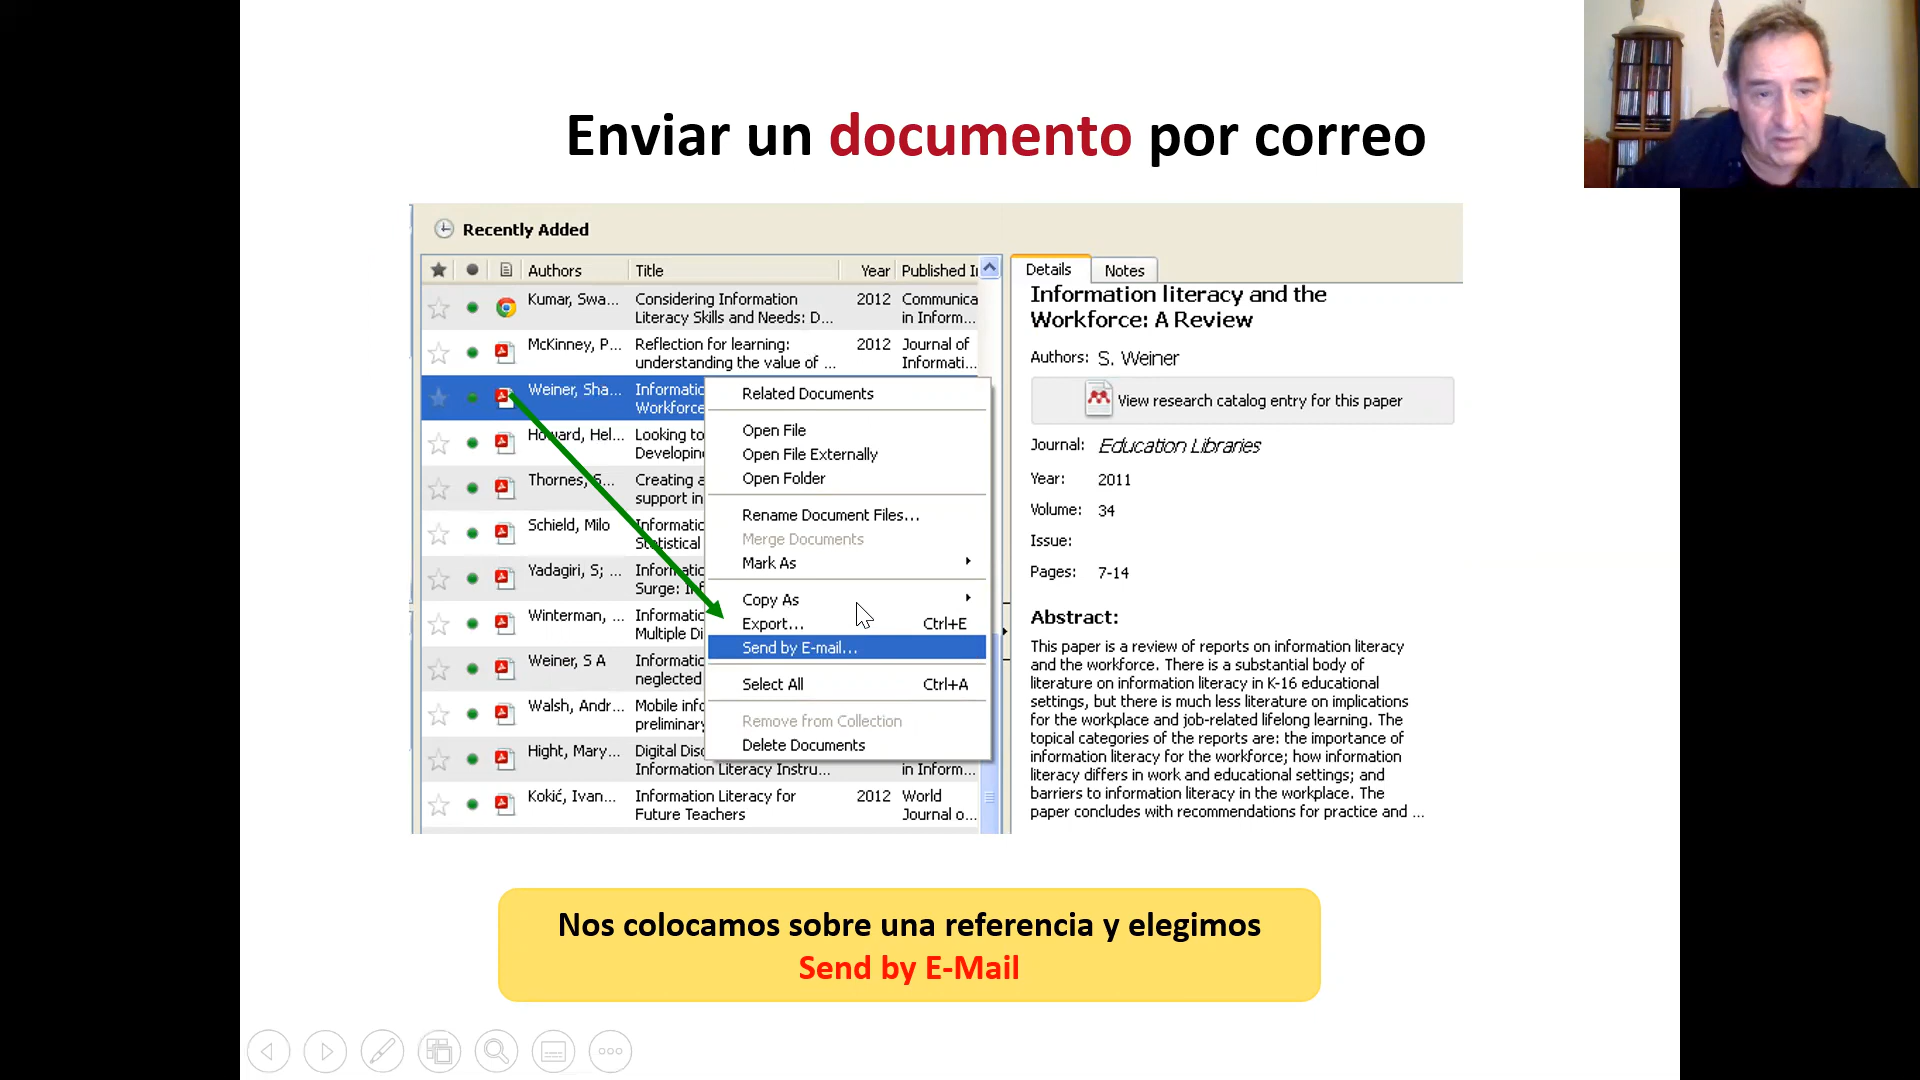 Enviar un documento por correo
Recently Added
Authors Title Year Published In
Kumar, Swa... Considering Information 2012 Communica
Literacy Skills and Needs: D... in Inform...
McKinney, P... Reflection for learning: 2012 Journal of
understanding the value of ... Informati...
Weiner, Sha... Informatic
Workforce
Howard, Hel... Looking to
Developing
Thornes, S... Creating a
support in
Schield, Milo Informatic
Statistical
Yadagiri, S; ... Informatic
Surge: Inf
Winterman, ... Informatic
Multiple Di
Weiner, S A Informatic
neglected
Walsh, Andr... Mobile info
preliminary
Hight, Mary... Digital Disc
Information Literacy Instru... in Inform...
Kokić, Ivan... Information Literacy for 2012 World
Future Teachers Journal o...
Related Documents
Open File
Open File Externally
Open Folder
Rename Document Files...
Merge Documents
Mark As
Copy As
Export... Ctrl+E
Send by E-mail...
Select All Ctrl+A
Remove from Collection
Delete Documents
Details Notes
Information literacy and the
Workforce: A Review
Authors: S. Weiner
View research catalog entry for this paper
Journal: Education Libraries
Year: 2011
Volume: 34
Issue:
Pages: 7-14
Abstract:
This paper is a review of reports on information literacy
and the workforce. There is a substantial body of
literature on information literacy in K-16 educational
settings, but there is much less literature on implications
for the workplace and job-related lifelong learning. The
topical categories of the reports are: the importance of
information literacy for the workforce; how information
literacy differs in work and educational settings; and
barriers to information literacy in the workplace. The
paper concludes with recommendations for practice and ...
Nos colocamos sobre una referencia y elegimos
Send by E-Mail